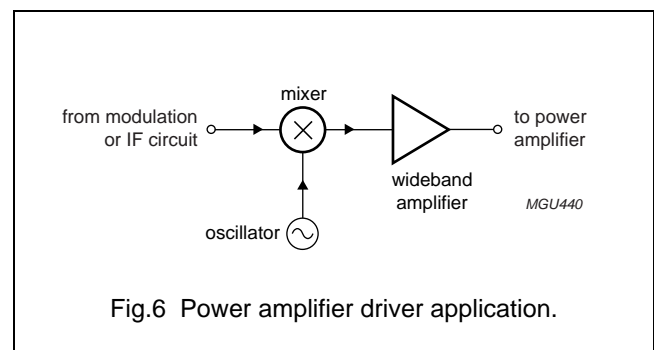 mixer
from modulation
or IF circuit
to power
amplifier
wideband
amplifier
MGU440
oscillator
Fig.6 Power amplifier driver application.